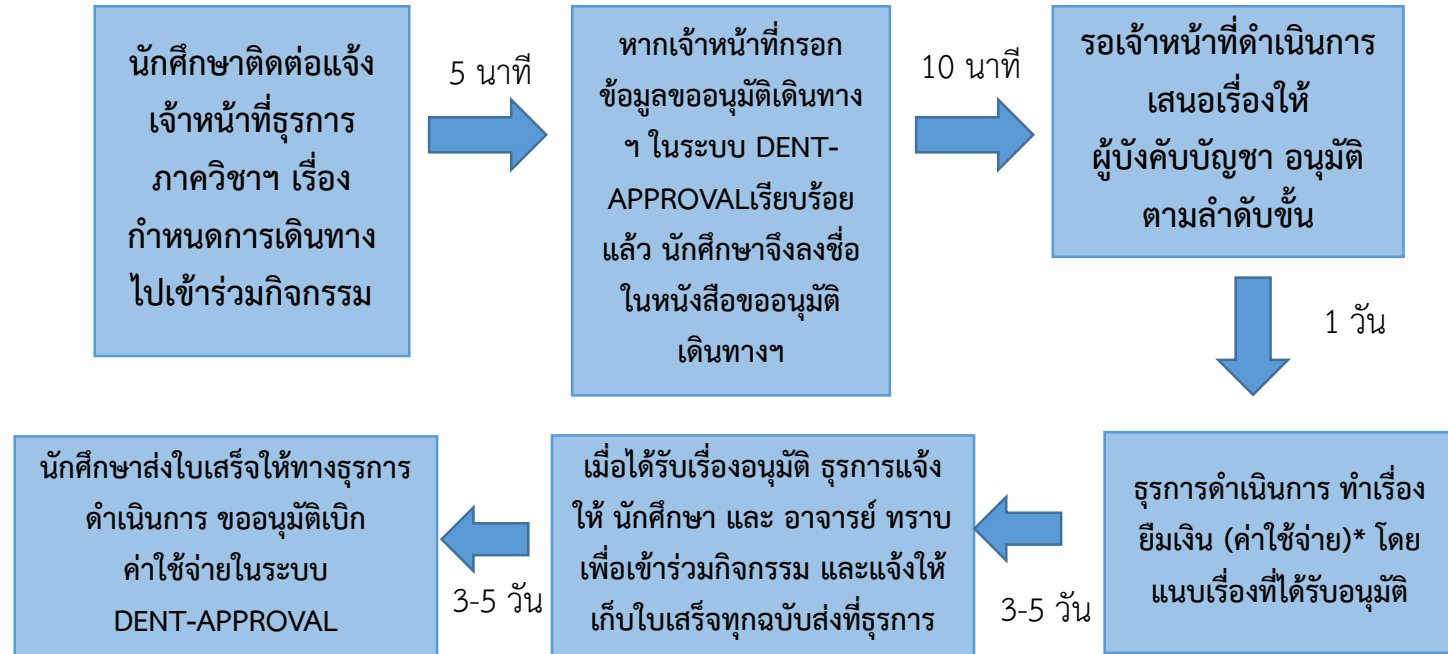 นักศึกษาติดต่อแจ้ง
เจ้าหน้าที่ธุรการ
ภาควิชาฯ เรื่อง
กำหนดการเดินทาง
ไปเข้าร่วมกิจกรรม
5 นาที
หากเจ้าหน้าที่กรอก
ข้อมูลขออนุมัติเดินทาง
ฯ ในระบบ DENT-
APPROVALเรียบร้อย
แล้ว นักศึกษาจึงลงชื่อ
ในหนังสือขออนุมัติ
เดินทางฯ
10 นาที
รอเจ้าหน้าที่ดำเนินการ
เสนอเรื่องให้
ผู้บังคับบัญชา อนุมัติ
ตามลำดับขั้น
1 วัน
ธุรการดำเนินการ ทำเรื่อง
ยืมเงิน (ค่าใช้จ่าย)* โดย
แนบเรื่องที่ได้รับอนุมัติ
3-5 วัน
เมื่อได้รับเรื่องอนุมัติ ธุรการแจ้ง
ให้ นักศึกษา และ อาจารย์ ทราบ
เพื่อเข้าร่วมกิจกรรม และแจ้งให้
เก็บใบเสร็จทุกฉบับส่งที่ธุรการ
3-5 วัน
นักศึกษาส่งใบเสร็จให้ทางธุรการ
ดำเนินการ ขออนุมัติเบิก
ค่าใช้จ่ายในระบบ
DENT-APPROVAL